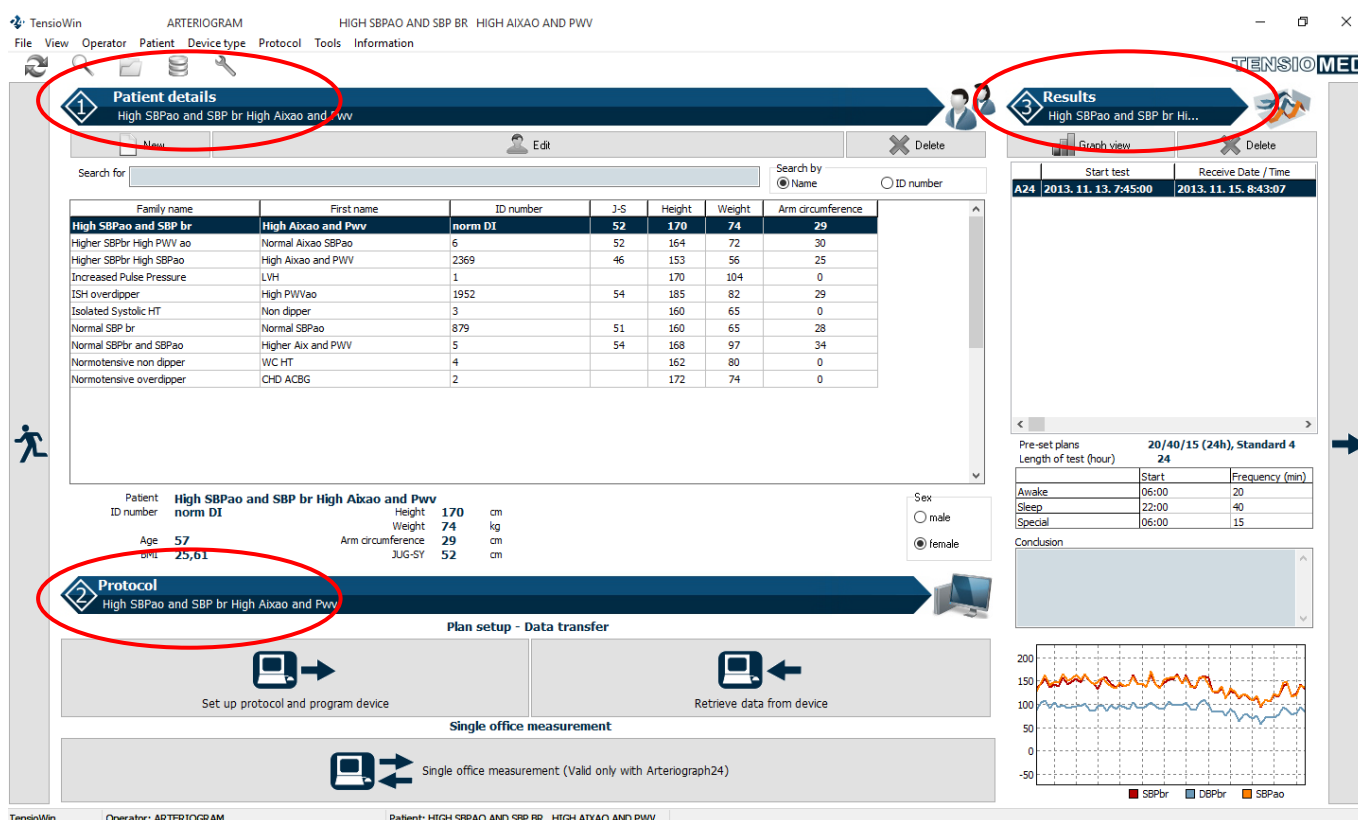 TensioWin ARTERIOGRAM HIGH SBPAO AND SBP BR HIGH AIXAO AND PWV
File View Operator Patient Device type Protocol Tools Information
TENSIOMED
1 Patient details
High SBPao and SBP br High Aixao and Pwv
New Edit Delete
Search for
Search by
Name ID number
Family name First name ID number J-S Height Weight Arm circumference
High SBPao and SBP br High Aixao and Pwv norm DI 52 170 74 29
Higher SBPbr High PWV ao Normal Aixao SBPao 6 52 164 72 30
Higher SBPbr High SBPao High Aixao and PWV 2369 46 153 56 25
Increased Pulse Pressure LVH 1 170 104 0
ISH overdipper High PWVao 1952 54 185 82 29
Isolated Systolic HT Non dipper 3 160 65 0
Normal SBP br Normal SBPao 879 51 160 65 28
Normal SBPbr and SBPao Higher Aix and PWV 5 54 168 97 34
Normotensive non dipper WC HT 4 162 80 0
Normotensive overdipper CHD ACBG 2 172 74 0
Patient High SBPao and SBP br High Aixao and Pwv
ID number norm DI Height 170 cm
Weight 74 kg
Age 57 Arm circumference 29 cm
BMI 25,61 JUG-SY 52 cm
Sex
male
female
2 Protocol
High SBPao and SBP br High Aixao and Pwv
Plan setup - Data transfer
Set up protocol and program device Retrieve data from device
Single office measurement
Single office measurement (Valid only with Arteriograph24)
3 Results
High SBPao and SBP br Hi...
Graph view Delete
Start test Receive Date / Time
A24 2013. 11. 13. 7:45:00 2013. 11. 15. 8:43:07
Pre-set plans 20/40/15 (24h), Standard 4
Length of test (hour) 24
Start Frequency (min)
Awake 06:00 20
Sleep 22:00 40
Special 06:00 15
Conclusion
200
150
100
50
0
-50
SBPbr DBPbr SBPao
TensioWin Operator: ARTERIOGRAM Patient: HIGH SBPAO AND SBP BR HIGH AIXAO AND PWV